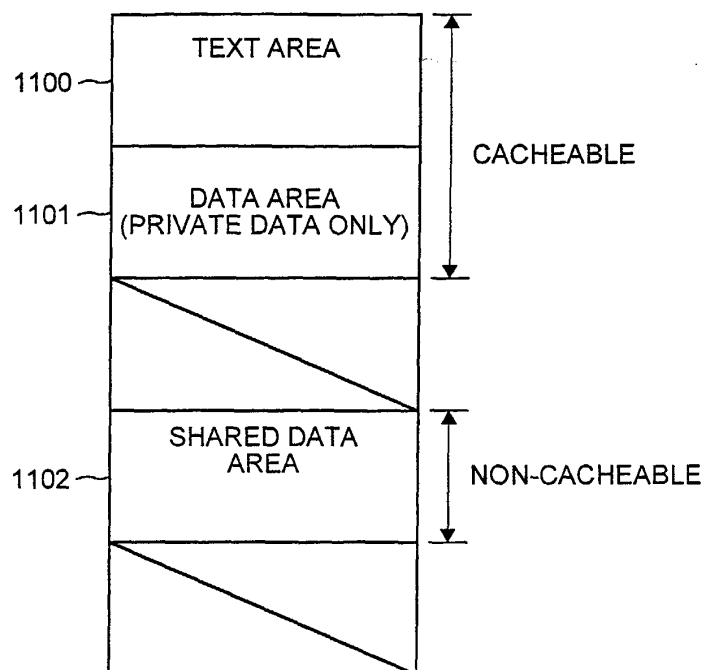 TEXT AREA
1100
CACHEABLE
DATA AREA
(PRIVATE DATA ONLY)
1101
SHARED DATA
AREA
1102
NON-CACHEABLE